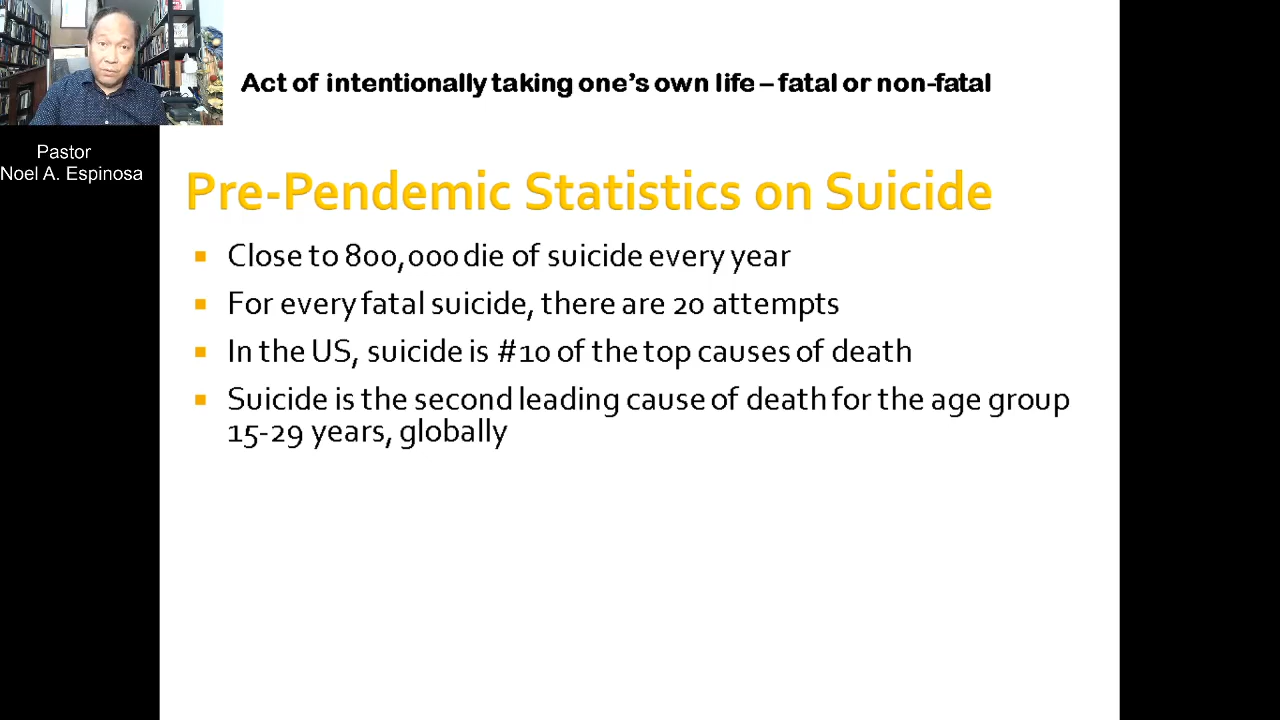 Act of intentionally taking one’s own life – fatal or non-fatal
Pastor
Noel A. Espinosa
Pre-Pendemic Statistics on Suicide
Close to 800,000 die of suicide every year
For every fatal suicide, there are 20 attempts
In the US, suicide is #10 of the top causes of death
Suicide is the second leading cause of death for the age group
15-29 years, globally